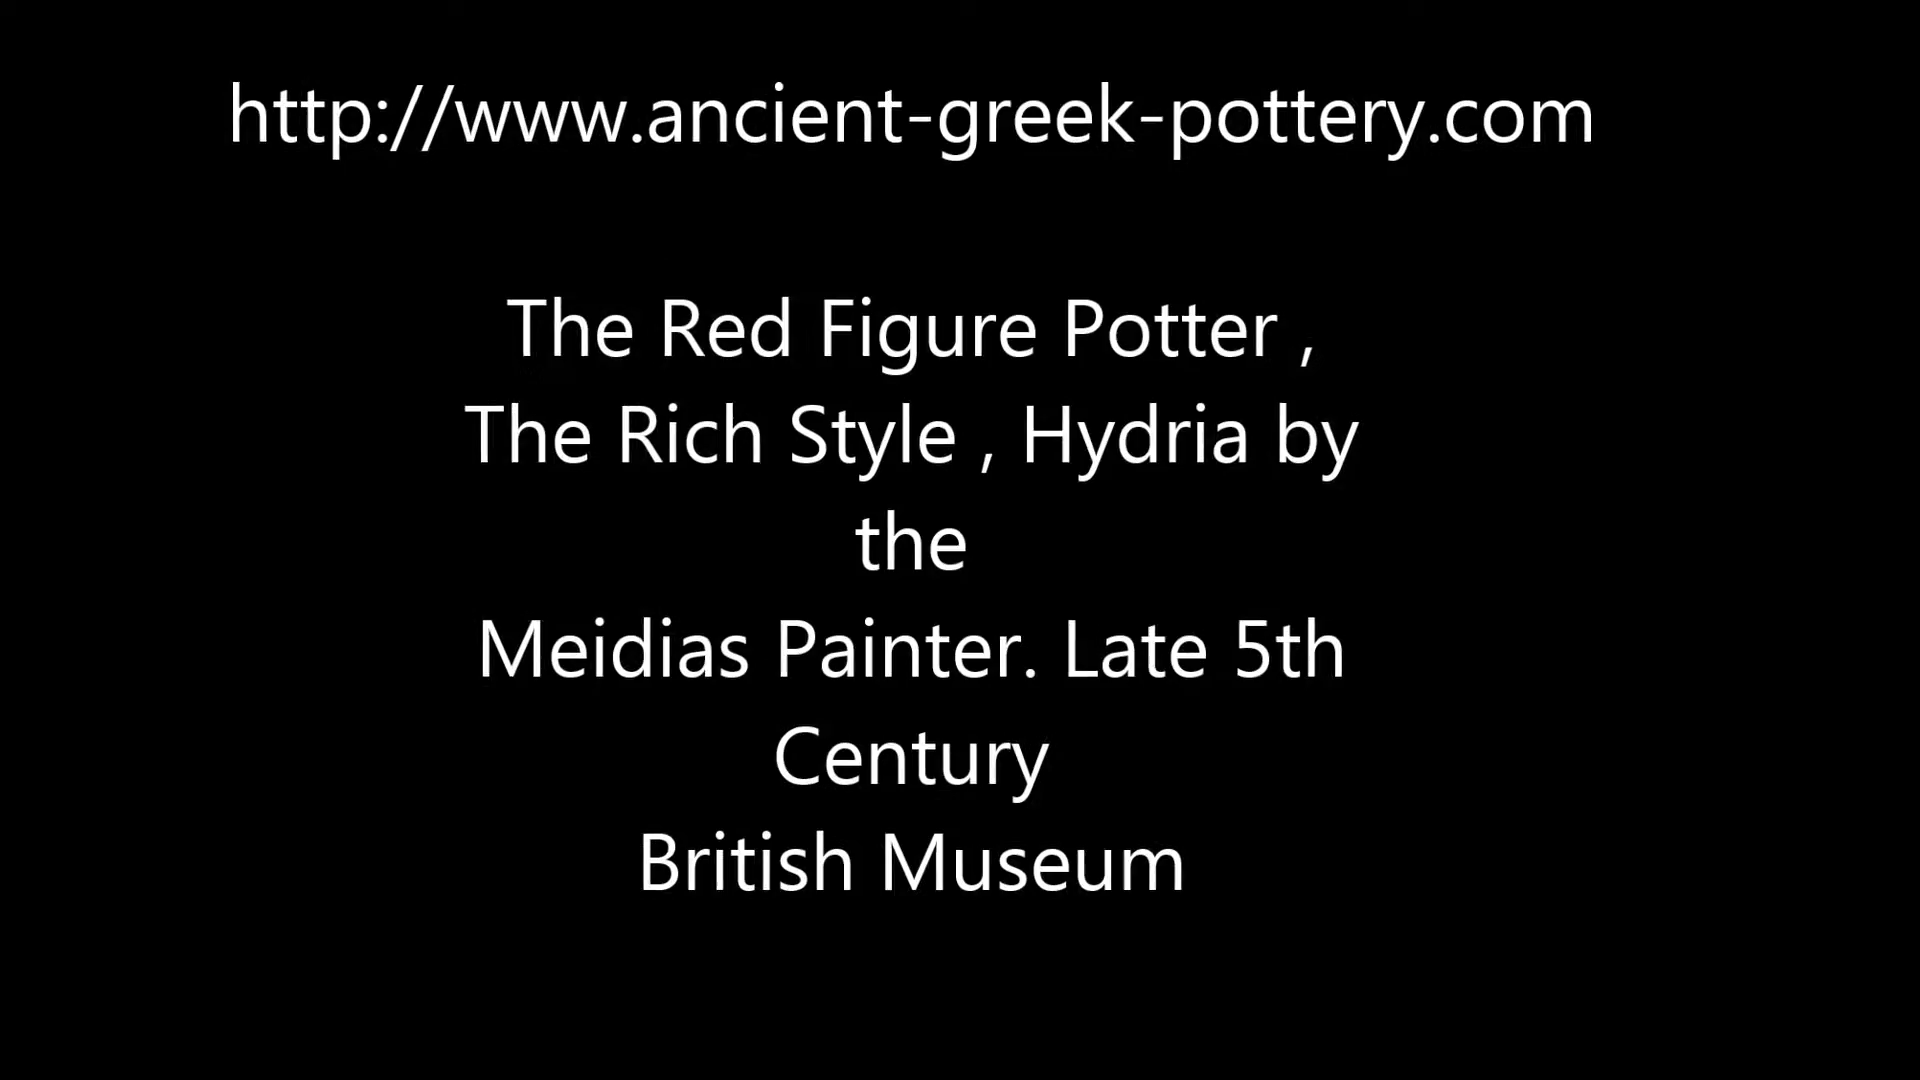 http://www.ancient-greek-pottery.com
The Red Figure Potter ,
The Rich Style , Hydria by
the
Meidias Painter. Late 5th
Century
British Museum